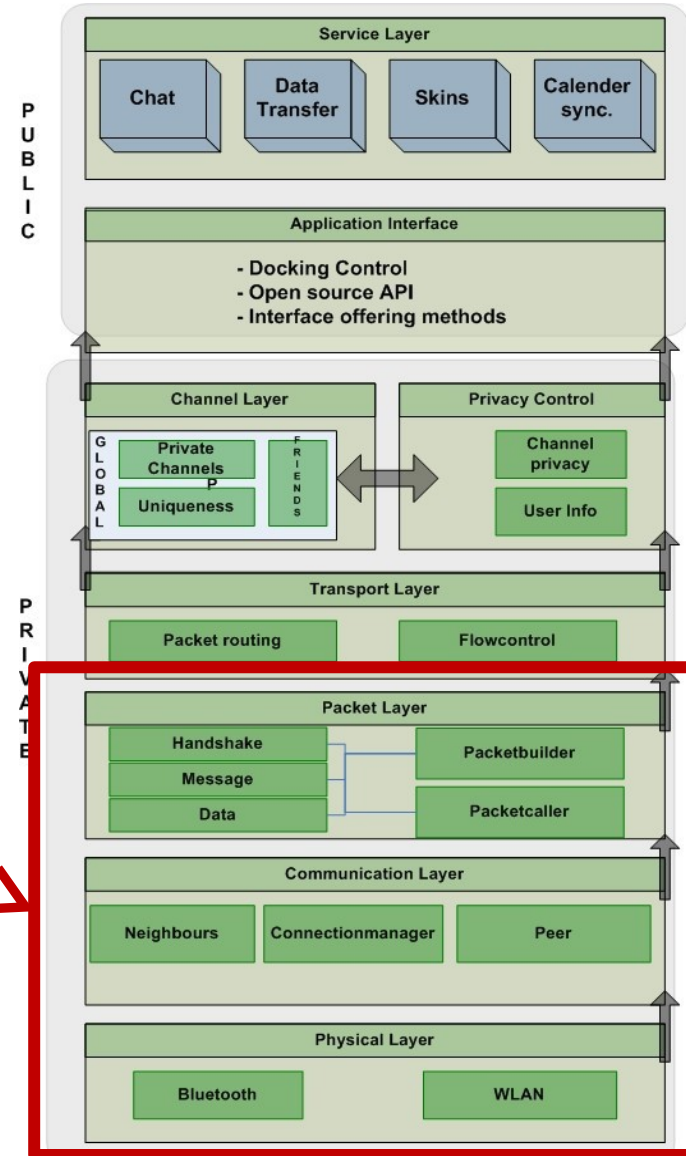 PUBLIC
Service Layer
Chat
Data
Transfer
Skins
Calender
sync.
Application Interface
- Docking Control
- Open source API
- Interface offering methods
PRIVATE
Channel Layer
GLOBAL
Private
Channels
P
Uniqueness
FRIENDS
Privacy Control
Channel
privacy
User Info
Transport Layer
Packet routing
Flowcontrol
Packet Layer
Handshake
Message
Data
Packetbuilder
Packetcaller
Communication Layer
Neighbours
Connectionmanager
Peer
Physical Layer
Bluetooth
WLAN